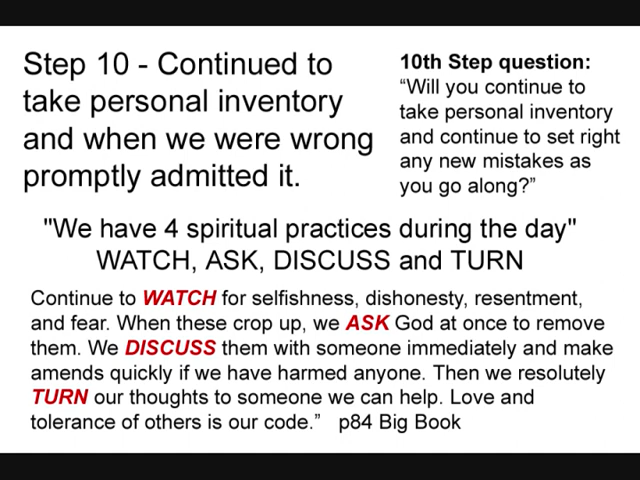 Step 10 - Continued to
take personal inventory
and when we were wrong
promptly admitted it.
10th Step question:
“Will you continue to
take personal inventory
and continue to set right
any new mistakes as
you go along?”
"We have 4 spiritual practices during the day"
WATCH, ASK, DISCUSS and TURN
Continue to WATCH for selfishness, dishonesty, resentment,
and fear. When these crop up, we ASK God at once to remove
them. We DISCUSS them with someone immediately and make
amends quickly if we have harmed anyone. Then we resolutely
TURN our thoughts to someone we can help. Love and
tolerance of others is our code.” p84 Big Book